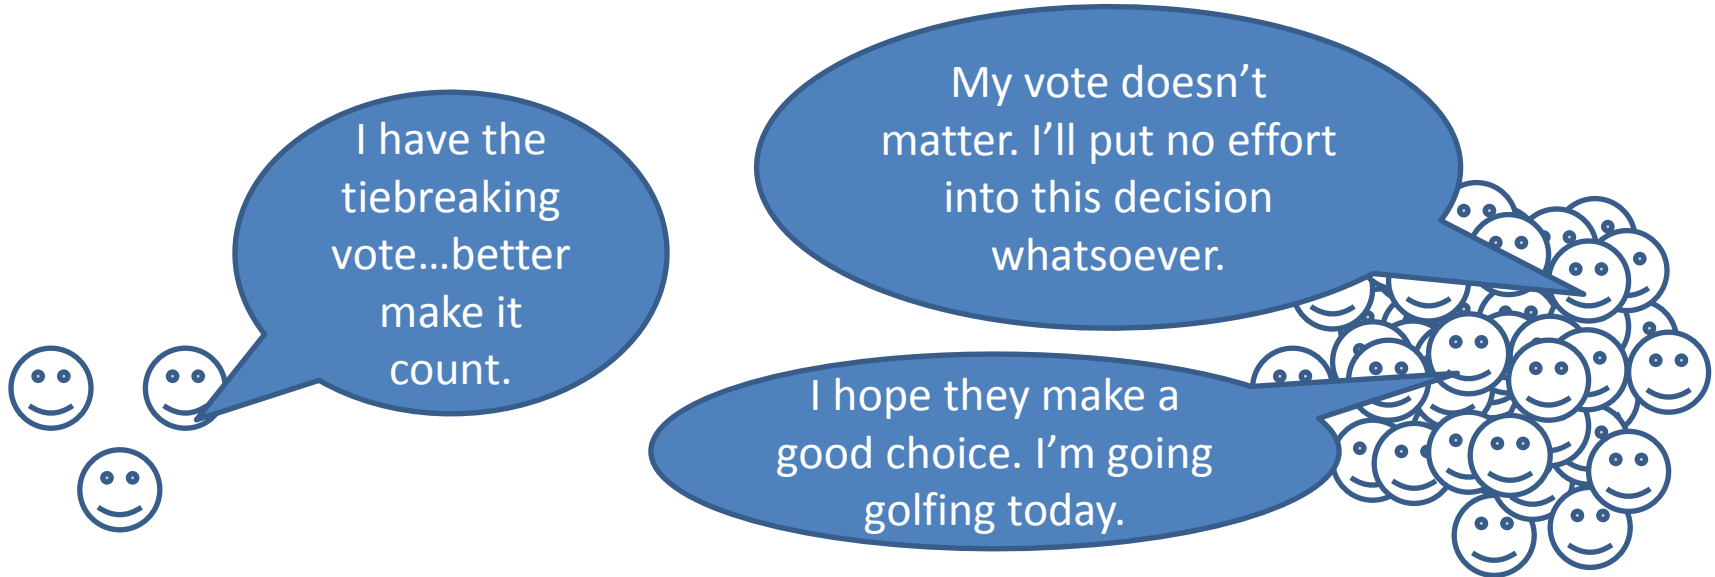 I have the
tiebreaking
vote…better
make it
count.
My vote doesn’t
matter. I’ll put no effort
into this decision
whatsoever.
I hope they make a
good choice. I’m going
golfing today.